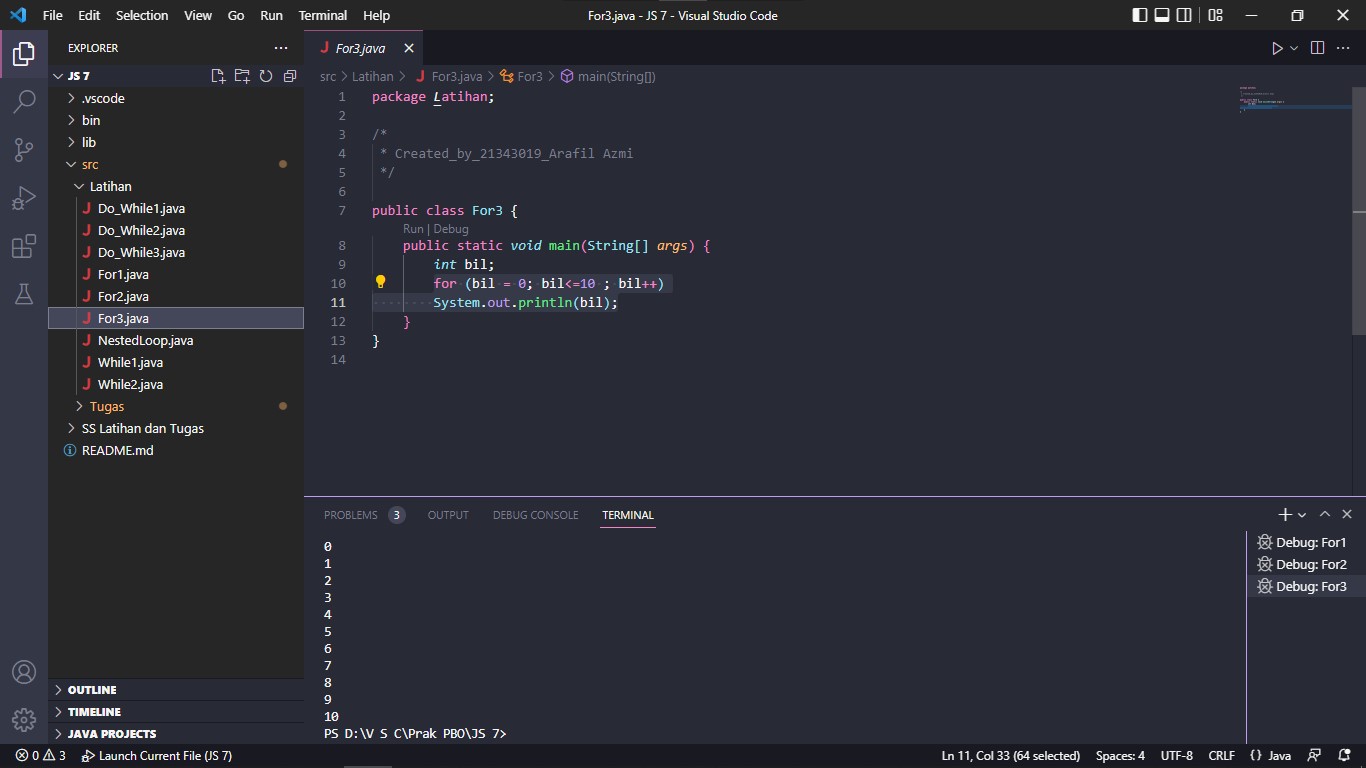 File Edit Selection View Go Run Terminal Help
For3.java - JS 7 - Visual Studio Code
EXPLORER
JS 7
.vscode
bin
lib
src
Latihan
Do_While1.java
Do_While2.java
Do_While3.java
For1.java
For2.java
For3.java
NestedLoop.java
While1.java
While2.java
Tugas
SS Latihan dan Tugas
README.md
OUTLINE
TIMELINE
JAVA PROJECTS
For3.java
src > Latihan > For3.java > For3 > main(String[])
1 package Latihan;
2
3 /*
4 * Created_by_21343019_Arafil Azmi
5 */
6
7 public class For3 {
Run | Debug
8 public static void main(String[] args) {
9 int bil;
10 for (bil = 0; bil<=10 ; bil++)
11 System.out.println(bil);
12 }
13 }
14
PROBLEMS 3 OUTPUT DEBUG CONSOLE TERMINAL
0
1
2
3
4
5
6
7
8
9
10
PS D:\V S C\Prak PBO\JS 7>
Debug: For1
Debug: For2
Debug: For3
0 3 Launch Current File (JS 7)
Ln 11, Col 33 (64 selected) Spaces: 4 UTF-8 CRLF {} Java